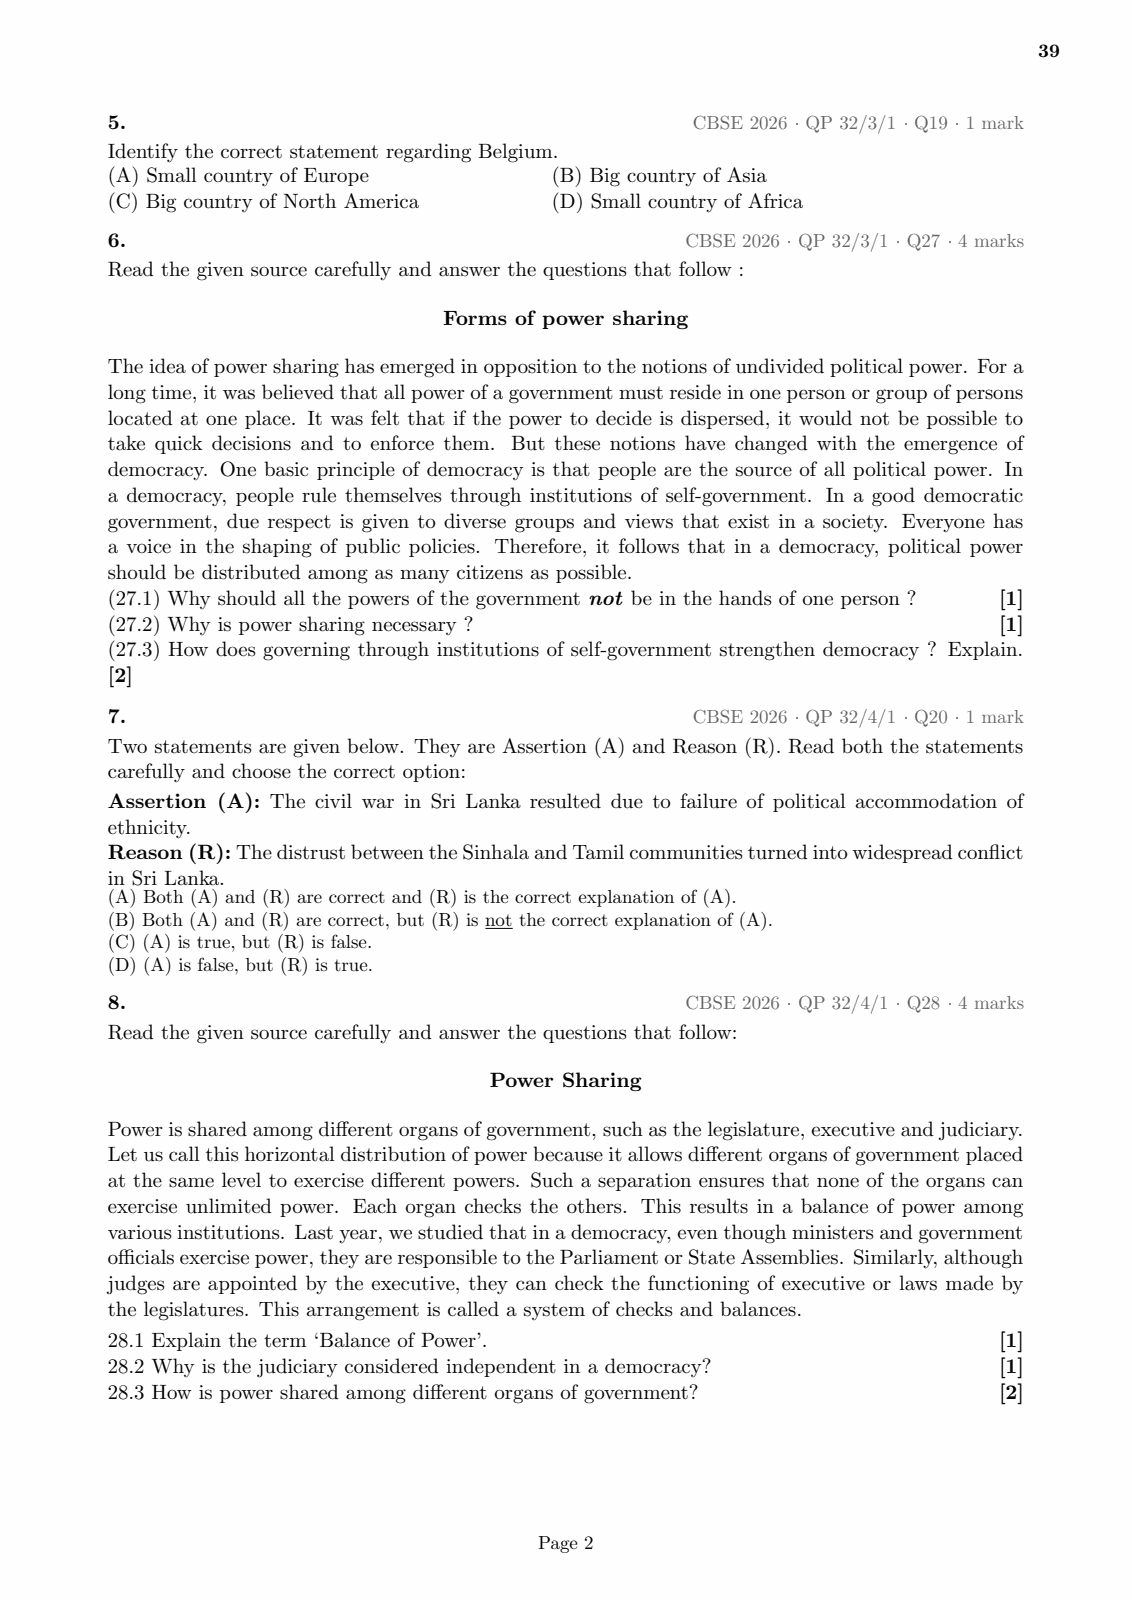 39
5. CBSE 2026 · QP 32/3/1 · Q19 · 1 mark
Identify the correct statement regarding Belgium.
(A) Small country of Europe (B) Big country of Asia
(C) Big country of North America (D) Small country of Africa
6. CBSE 2026 · QP 32/3/1 · Q27 · 4 marks
Read the given source carefully and answer the questions that follow :
Forms of power sharing
The idea of power sharing has emerged in opposition to the notions of undivided political power. For a
long time, it was believed that all power of a government must reside in one person or group of persons
located at one place. It was felt that if the power to decide is dispersed, it would not be possible to
take quick decisions and to enforce them. But these notions have changed with the emergence of
democracy. One basic principle of democracy is that people are the source of all political power. In
a democracy, people rule themselves through institutions of self-government. In a good democratic
government, due respect is given to diverse groups and views that exist in a society. Everyone has
a voice in the shaping of public policies. Therefore, it follows that in a democracy, political power
should be distributed among as many citizens as possible.
(27.1) Why should all the powers of the government not be in the hands of one person ? [1]
(27.2) Why is power sharing necessary ? [1]
(27.3) How does governing through institutions of self-government strengthen democracy ? Explain.
[2]
7. CBSE 2026 · QP 32/4/1 · Q20 · 1 mark
Two statements are given below. They are Assertion (A) and Reason (R). Read both the statements
carefully and choose the correct option:
Assertion (A): The civil war in Sri Lanka resulted due to failure of political accommodation of
ethnicity.
Reason (R): The distrust between the Sinhala and Tamil communities turned into widespread conflict
in Sri Lanka.
(A) Both (A) and (R) are correct and (R) is the correct explanation of (A).
(B) Both (A) and (R) are correct, but (R) is not the correct explanation of (A).
(C) (A) is true, but (R) is false.
(D) (A) is false, but (R) is true.
8. CBSE 2026 · QP 32/4/1 · Q28 · 4 marks
Read the given source carefully and answer the questions that follow:
Power Sharing
Power is shared among different organs of government, such as the legislature, executive and judiciary.
Let us call this horizontal distribution of power because it allows different organs of government placed
at the same level to exercise different powers. Such a separation ensures that none of the organs can
exercise unlimited power. Each organ checks the others. This results in a balance of power among
various institutions. Last year, we studied that in a democracy, even though ministers and government
officials exercise power, they are responsible to the Parliament or State Assemblies. Similarly, although
judges are appointed by the executive, they can check the functioning of executive or laws made by
the legislatures. This arrangement is called a system of checks and balances.
28.1 Explain the term ‘Balance of Power’. [1]
28.2 Why is the judiciary considered independent in a democracy? [1]
28.3 How is power shared among different organs of government? [2]
Page 2